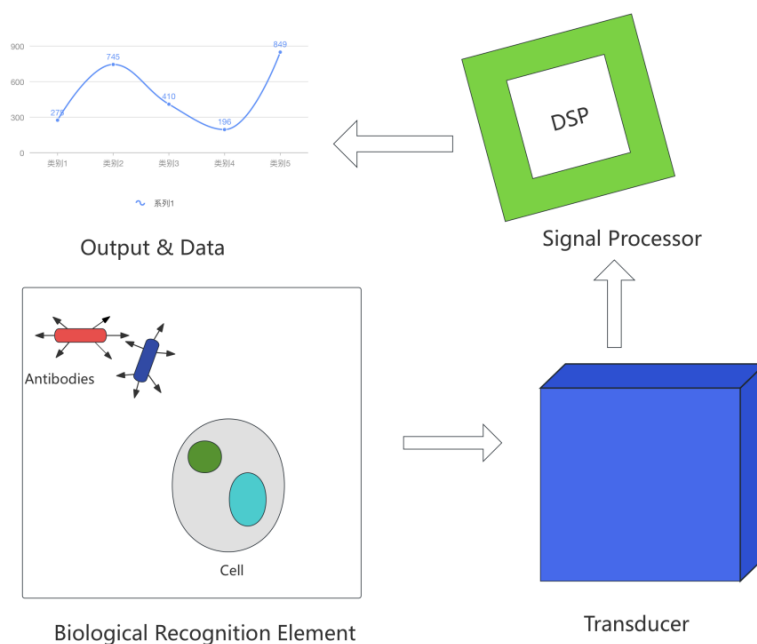 900
600
300
0
278
745
410
196
849
类别1
类别2
类别3
类别4
类别5
系列1
Output & Data
DSP
Signal Processor
Antibodies
Cell
Biological Recognition Element
Transducer